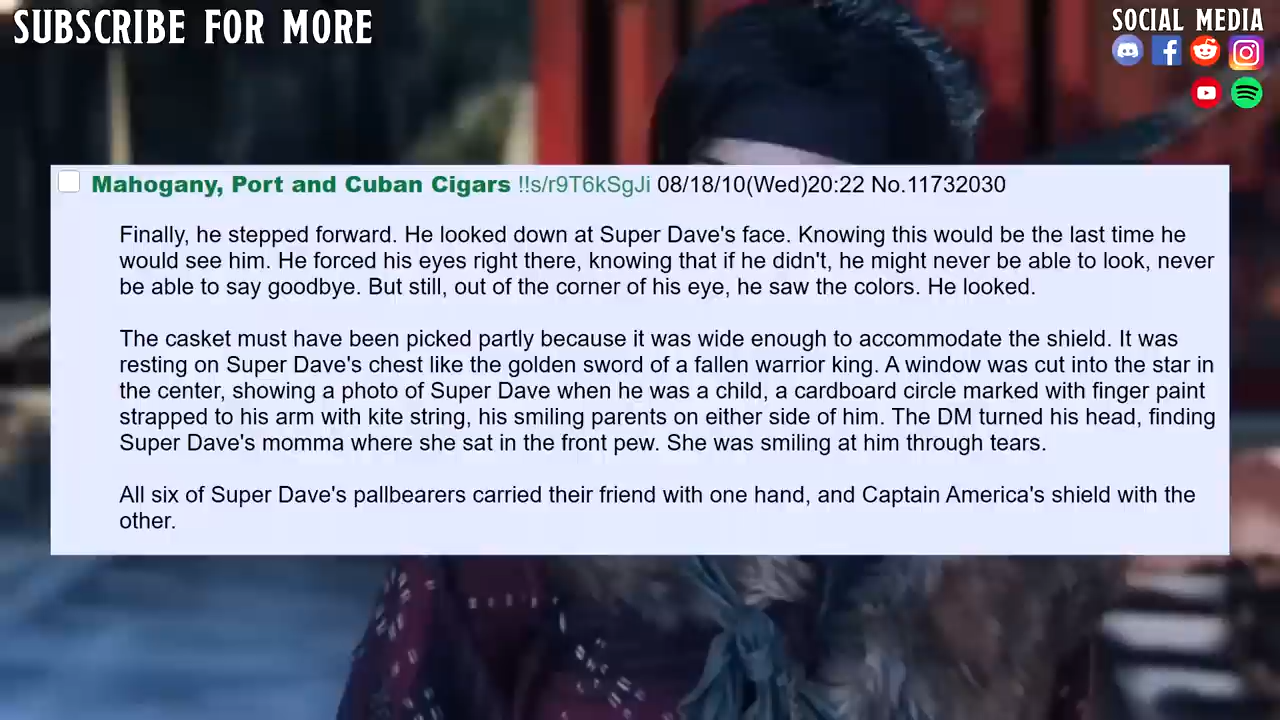 SUBSCRIBE FOR MORE
SOCIAL MEDIA
Mahogany, Port and Cuban Cigars !!s/r9T6kSgJi 08/18/10(Wed)20:22 No.11732030
Finally, he stepped forward. He looked down at Super Dave's face. Knowing this would be the last time he
would see him. He forced his eyes right there, knowing that if he didn't, he might never be able to look, never
be able to say goodbye. But still, out of the corner of his eye, he saw the colors. He looked.
The casket must have been picked partly because it was wide enough to accommodate the shield. It was
resting on Super Dave's chest like the golden sword of a fallen warrior king. A window was cut into the star in
the center, showing a photo of Super Dave when he was a child, a cardboard circle marked with finger paint
strapped to his arm with kite string, his smiling parents on either side of him. The DM turned his head, finding
Super Dave's momma where she sat in the front pew. She was smiling at him through tears.
All six of Super Dave's pallbearers carried their friend with one hand, and Captain America's shield with the
other.